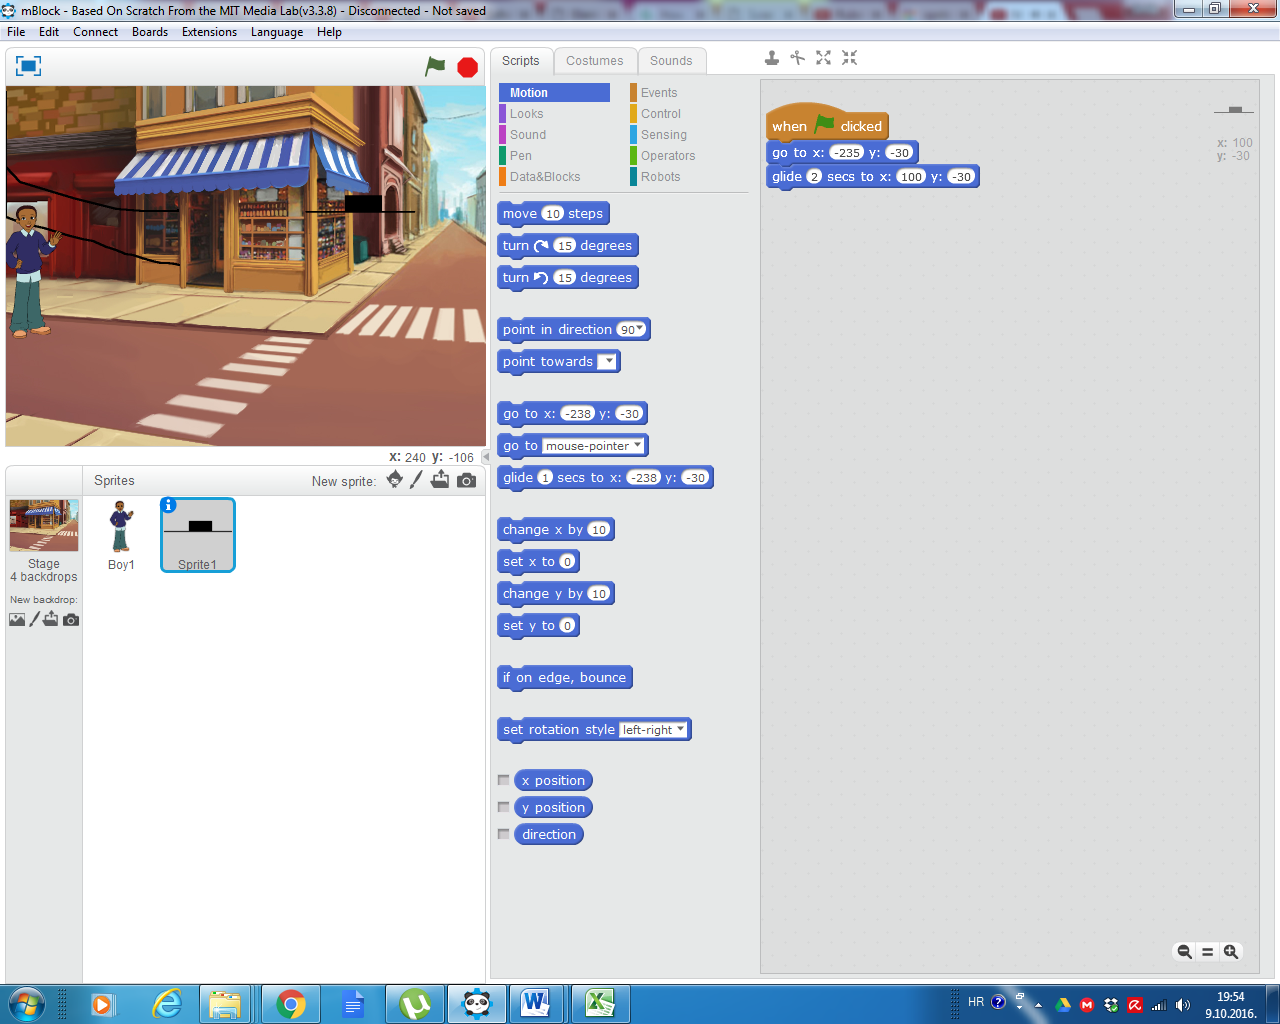 mBlock - Based On Scratch From the MIT Media Lab(v3.3.8) - Disconnected - Not saved
File Edit Connect Boards Extensions Language Help
Scripts Costumes Sounds
Motion Events
Looks Control
Sound Sensing
Pen Operators
Data&Blocks Robots
move 10 steps
turn 15 degrees
turn 15 degrees
point in direction 90
point towards
go to x: -238 y: -30
go to mouse-pointer
glide 1 secs to x: -238 y: -30
change x by 10
set x to 0
change y by 10
set y to 0
if on edge, bounce
set rotation style left-right
x position
y position
direction
when clicked
go to x: -235 y: -30
glide 2 secs to x: 100 y: -30
x: 100
y: -30
x: 240 y: -106
Sprites New sprite:
Stage
4 backdrops
New backdrop:
Boy1
Sprite1
HR
19:54
9.10.2016.